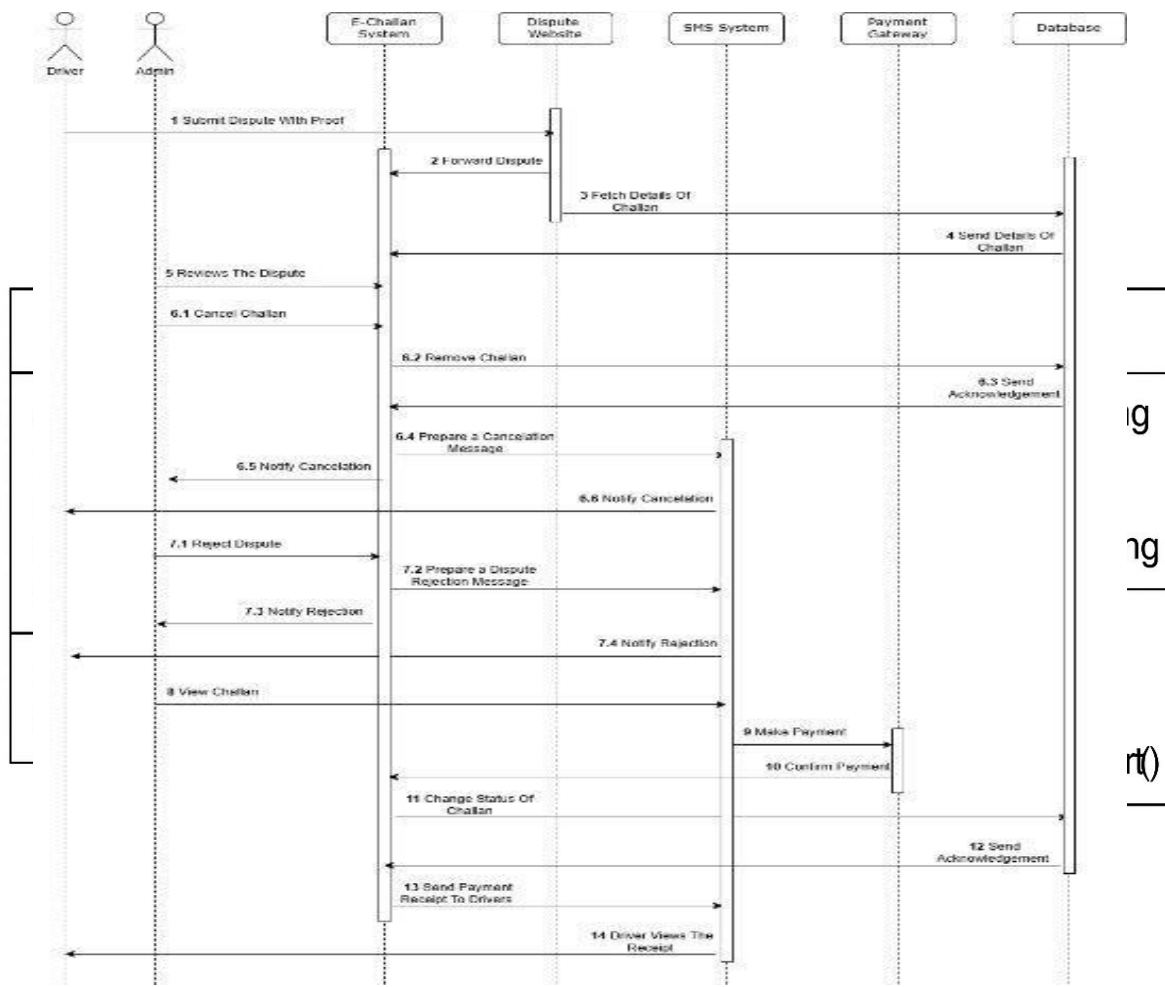 E-Challan
System
Dispute
Website
SMS System
Payment
Gateway
Database
Driver
Admin
1 Submit Dispute With Proof
2 Forward Dispute
3 Fetch Details Of
Challan
4 Send Details Of
Challan
5 Reviews The Dispute
6.1 Cancel Challan
6.2 Remove Challan
6.3 Send
Acknowledgement
6.4 Prepare a Cancelation
Message
6.5 Notify Cancelation
6.6 Notify Cancelation
7.1 Reject Dispute
7.2 Prepare a Dispute
Rejection Message
7.3 Notify Rejection
7.4 Notify Rejection
8 View Challan
9 Make Payment
10 Confirm Payment
11 Change Status Of
Challan
12 Send
Acknowledgement
13 Send Payment
Receipt To Drivers
14 Driver Views The
Receipt